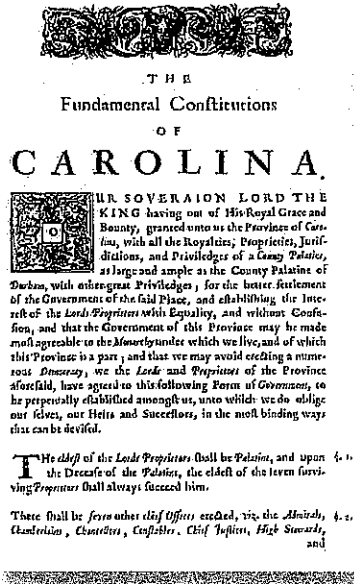 THE
Fundamental Conſtitutions
OF
CAROLINA.
OUR SOVERAION LORD THE
KING having out of His Royal Grace and
Bounty, granted unto us the Province of Caro-
lina, with all the Royalties, Proprieties, Juriſ-
dictions, and Priviledges of a County Palatine,
as large and ample as the County Palatine of
Durham, with other great Priviledges; for the better Settlement
of the Government of the ſaid Place, and eſtabliſhing the Inte-
reſt of the Lords Proprietors with Equality, and without Confu-
ſion, and that the Government of this Province may be made
moſt agreeable to the Monarchy under which we live, and of which
this Province is a part; and that we may avoid erecting a nume-
rous Democracy, we the Lords and Proprietors of the Province
aforeſaid, have agreed to this following Form of Government, to
be perpetually eſtabliſhed amongſt us, unto which we do oblige
our ſelves, our Heirs and Succeſſors, in the moſt binding ways
that can be deviſed.
THe eldeſt of the Lords Proprietors ſhall be Palatine, and upon §. 1.
the Deceaſe of the Palatine, the eldeſt of the ſeven ſurvi-
ving Proprietors ſhall always ſucceed him.
There ſhall be ſeven other chief Offices erected, viz. the Admirals, §. 2.
Chamberlains, Chancellors, Conſtables, Chief Juſtices, High Stewards,
and